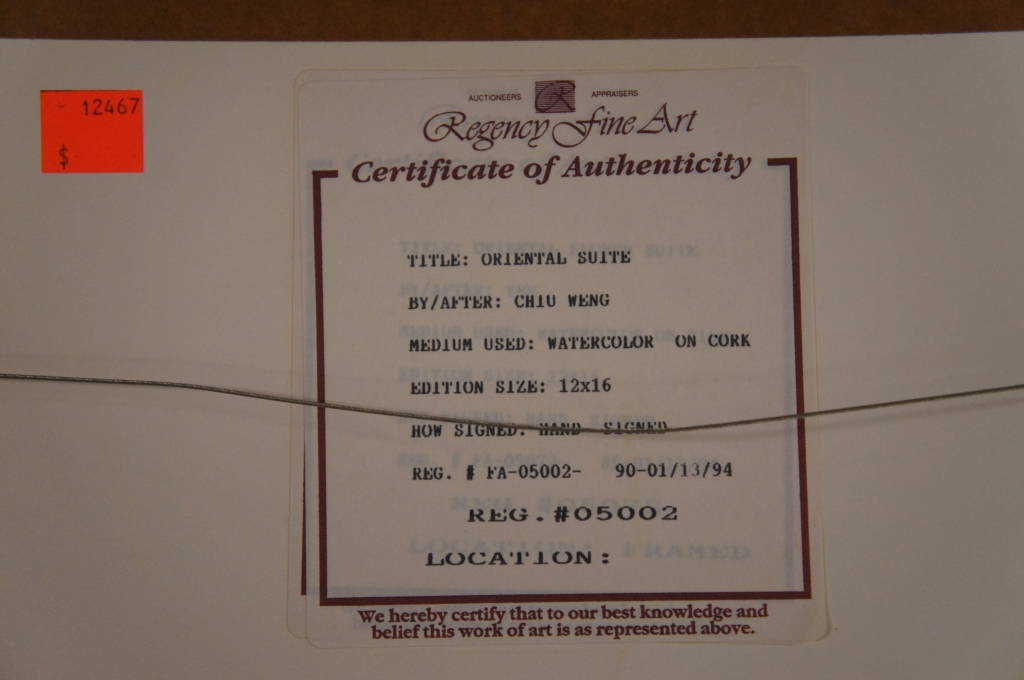 12467
$
AUCTIONEERS APPRAISERS
R
Regency Fine Art
Certificate of Authenticity
TITLE: ORIENTAL SUITE
BY/AFTER: CHIU WENG
MEDIUM USED: WATERCOLOR ON CORK
EDITION SIZE: 12x16
HOW SIGNED: HAND SIGNED
REG. # FA-05002- 90-01/13/94
REG.#05002
LOCATION:
We hereby certify that to our best knowledge and
belief this work of art is as represented above.